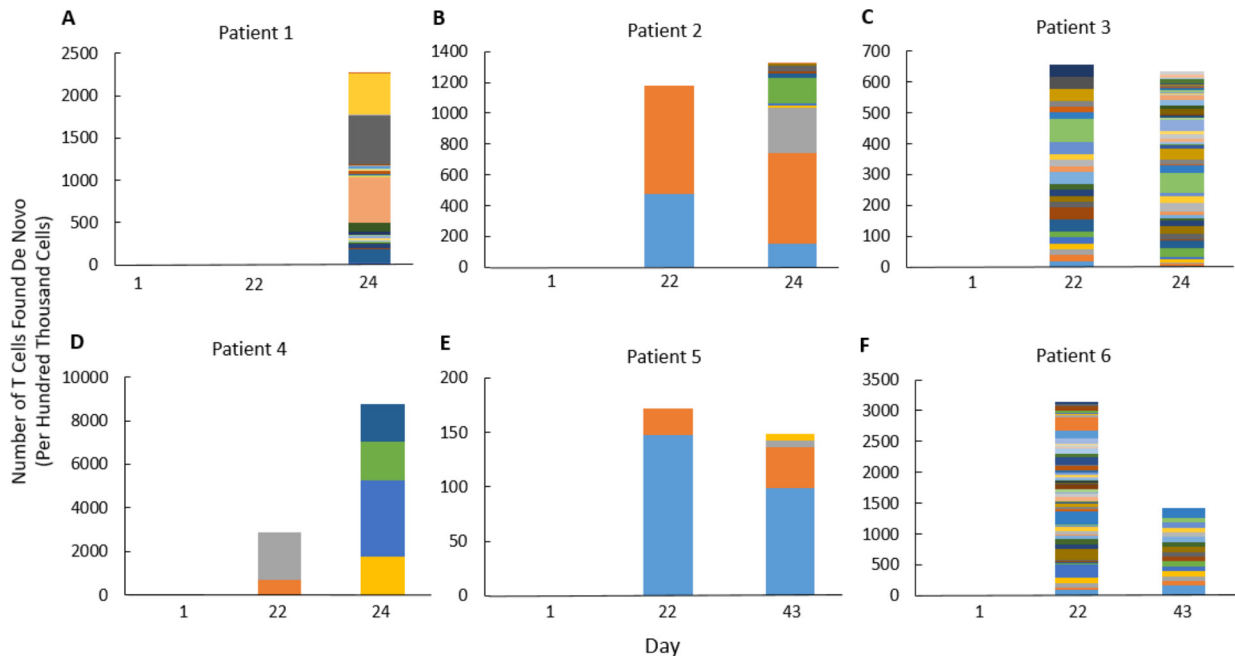 Number of T Cells Found De Novo
(Per Hundred Thousand Cells)
A
Patient 1
2500
2000
1500
1000
500
0
1 22 24
B
Patient 2
1400
1200
1000
800
600
400
200
0
1 22 24
C
Patient 3
700
600
500
400
300
200
100
0
1 22 24
D
Patient 4
10000
8000
6000
4000
2000
0
1 22 24
E
Patient 5
200
150
100
50
0
1 22 43
F
Patient 6
3500
3000
2500
2000
1500
1000
500
0
1 22 43
Day